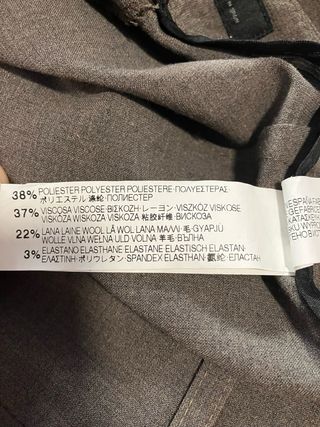 38% POLIESTER POLYESTER POLIESTERE·ΠΟΛΥΕΣΤΕΡΑΣ
ポリエステル 涤纶·ПОЛИЕСТЕР
37% VISCOSA VISCOSE·ΒΙΣΚΟΖΗ·レーヨン·VISZKÓZ VISKOSE
VISKÓZA WISKOZA VISKOZA 粘胶纤维·ВИСКОЗА
22% LANA LAINE WOOL LÃ WOL LANA ΜΑΛΛΙ·毛·GYAPJÚ
WOLLE VLNA WEŁNA ULD VOLNA 羊毛·ВЪЛНА
3% ELASTANO ELASTHANE ELASTANE ELASTISCH ELASTAN·
ΕΛΑΣΤΙΝΗ·ポリウレタン·SPANDEX ELASTHAN·氨纶·ЕЛАСТАН